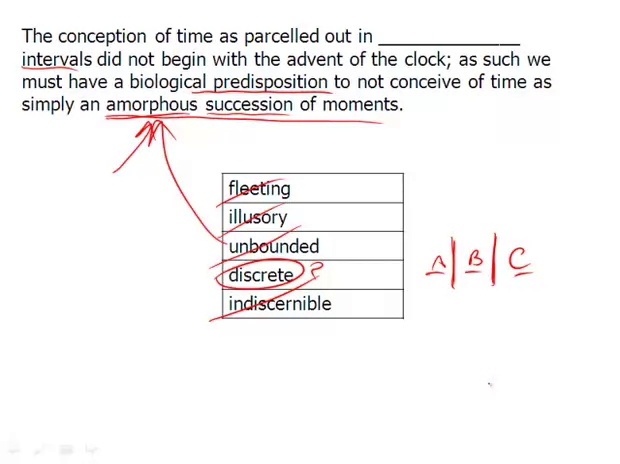 The conception of time as parcelled out in _______________
intervals did not begin with the advent of the clock; as such we
must have a biological predisposition to not conceive of time as
simply an amorphous succession of moments.
fleeting
illusory
unbounded
discrete ?
indiscernible
A | B | C